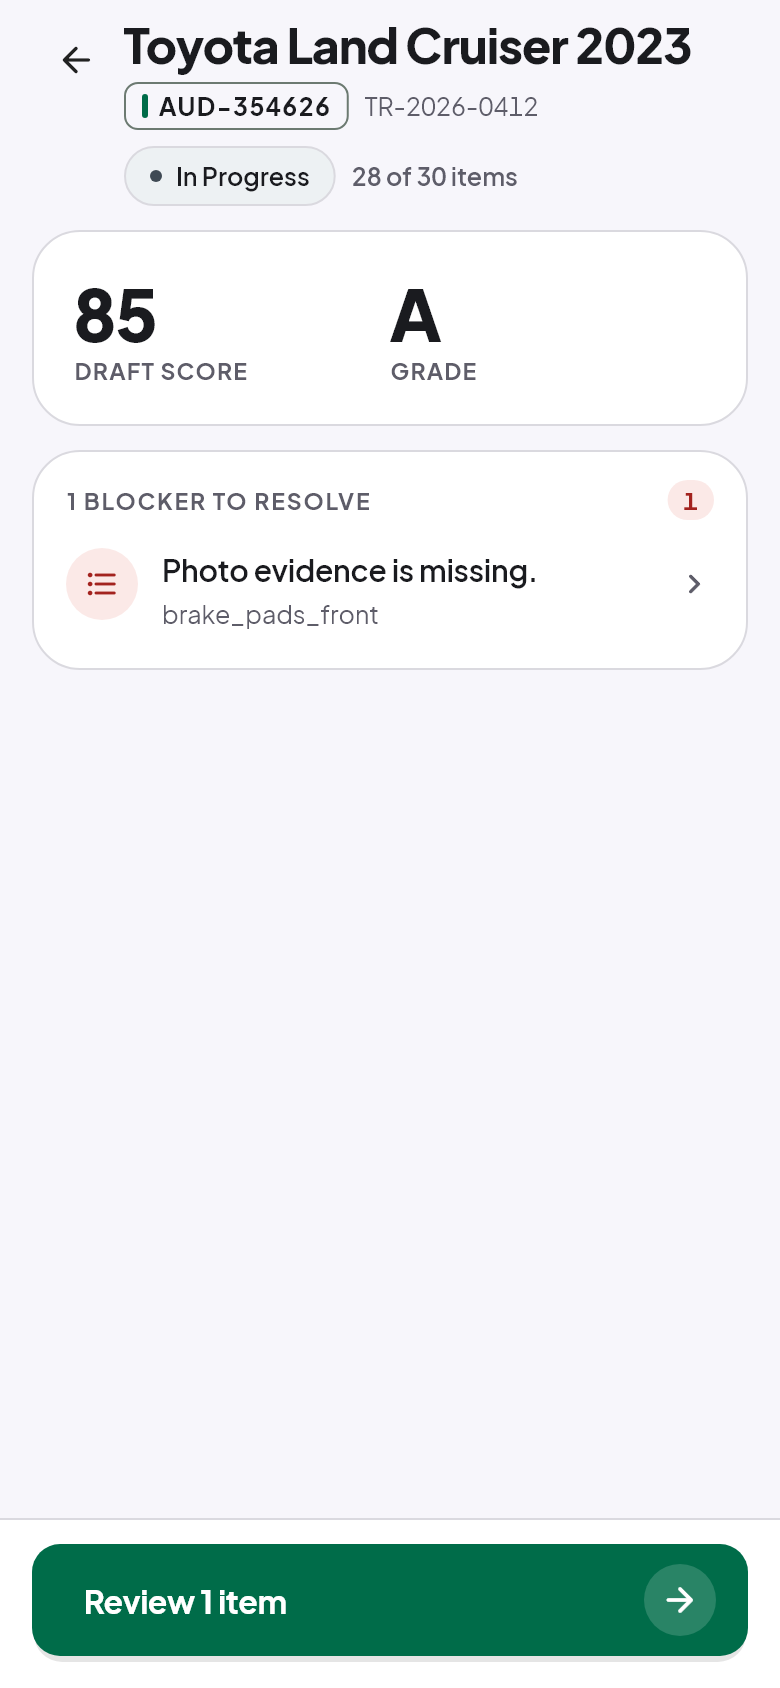 Toyota Land Cruiser 2023
AUD-354626 TR-2026-0412
In Progress 28 of 30 items
85 A
DRAFT SCORE GRADE
1 BLOCKER TO RESOLVE 1
Photo evidence is missing.
brake_pads_front
Review 1 item